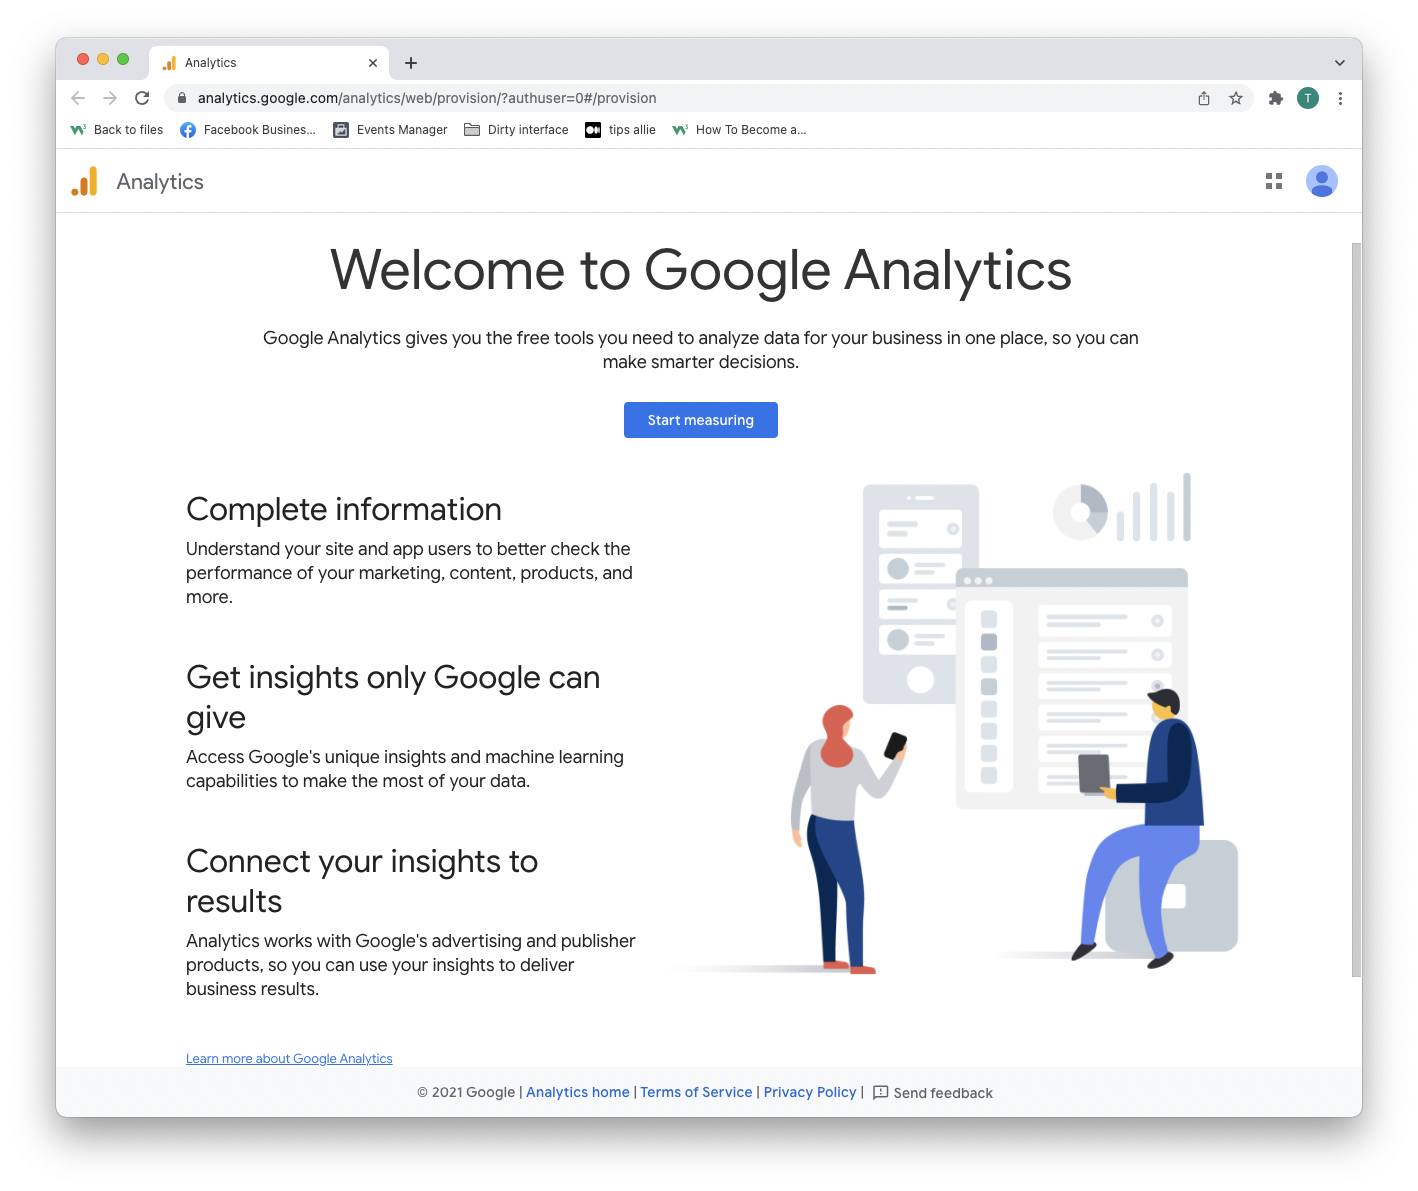 Analytics
analytics.google.com/analytics/web/provision/?authuser=0#/provision
T
Back to files
Facebook Busines...
Events Manager
Dirty interface
tips allie
How To Become a...
Analytics
Welcome to Google Analytics
Google Analytics gives you the free tools you need to analyze data for your business in one place, so you can
make smarter decisions.
Start measuring
Complete information
Understand your site and app users to better check the
performance of your marketing, content, products, and
more.
Get insights only Google can
give
Access Google's unique insights and machine learning
capabilities to make the most of your data.
Connect your insights to
results
Analytics works with Google's advertising and publisher
products, so you can use your insights to deliver
business results.
Learn more about Google Analytics
© 2021 Google | Analytics home | Terms of Service | Privacy Policy | Send feedback